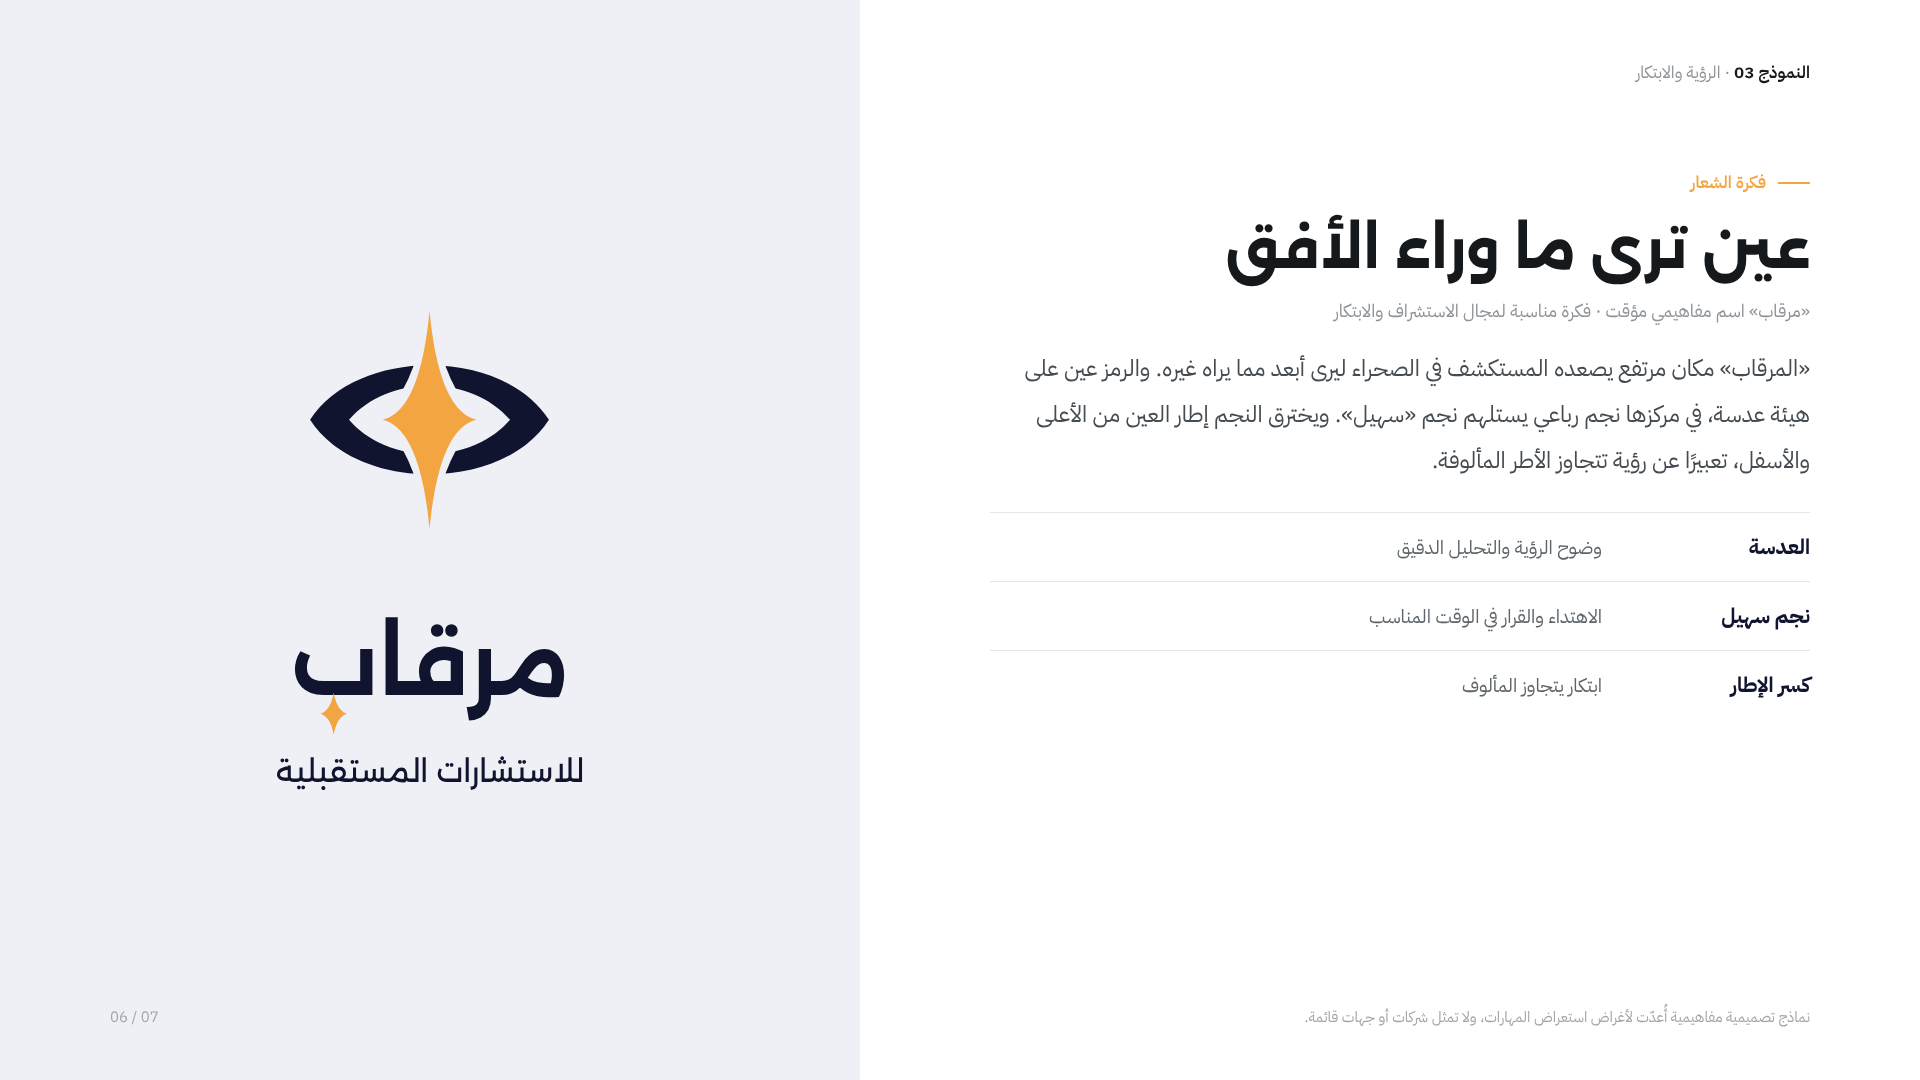 النموذج 03 · الرؤية والابتكار
فكرة الشعار
عين ترى ما وراء الأفق
«مرقاب» اسم مفاهيمي مؤقت · فكرة مناسبة لمجال الاستشراف والابتكار
«المرقاب» مكان مرتفع يصعده المستكشف في الصحراء ليرى أبعد مما يراه غيره. والرمز عين على
هيئة عدسة، في مركزها نجم رباعي يستلهم نجم «سهيل». ويخترق النجم إطار العين من الأعلى
والأسفل، تعبيرًا عن رؤية تتجاوز الأطر المألوفة.
العدسة وضوح الرؤية والتحليل الدقيق
نجم سهيل الاهتداء والقرار في الوقت المناسب
كسر الإطار ابتكار يتجاوز المألوف
مرقاب
للاستشارات المستقبلية
نماذج تصميمية مفاهيمية أُعدّت لأغراض استعراض المهارات، ولا تمثل شركات أو جهات قائمة.
06 / 07